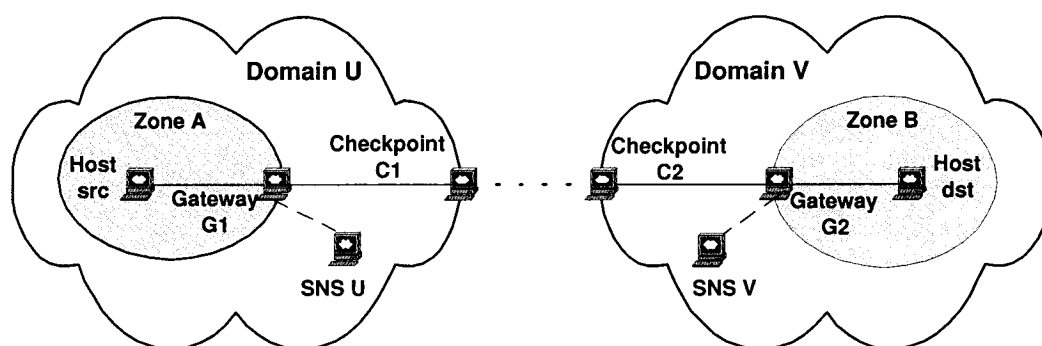 Domain U
Domain V
Zone A
Zone B
Checkpoint
C1
Checkpoint
C2
Host
src
Gateway
G1
Host
dst
Gateway
G2
SNS U
SNS V